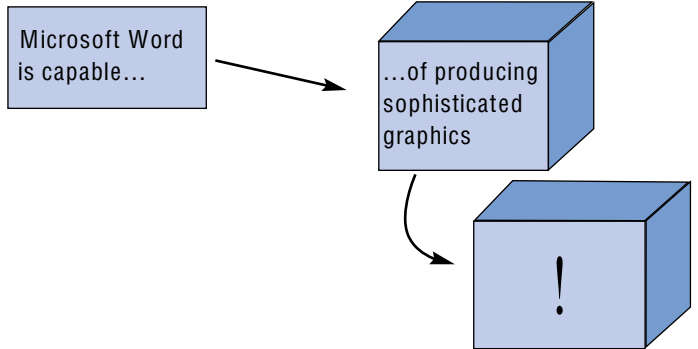 Microsoft Word
is capable...
...of producing
sophisticated
graphics
!